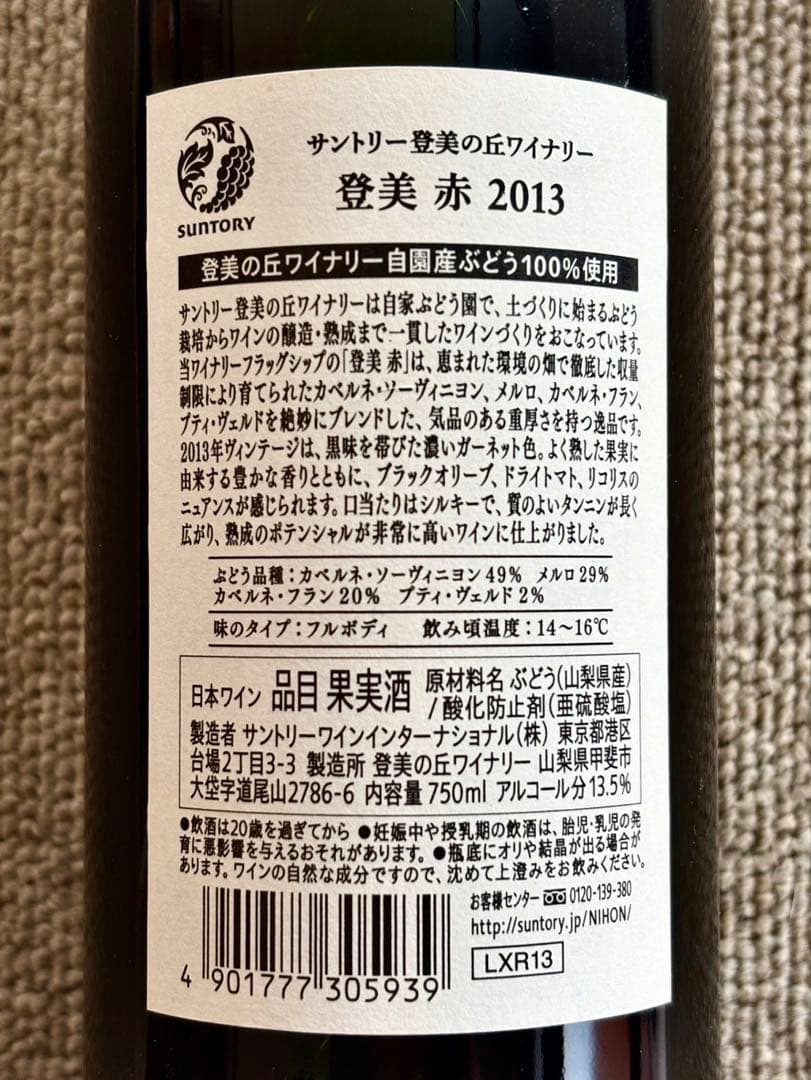 SUNTORY
サントリー登美の丘ワイナリー
登美 赤 2013
登美の丘ワイナリー自園産ぶどう100%使用
サントリー登美の丘ワイナリーは自家ぶどう園で、土づくりに始まるぶどう
栽培からワインの醸造・熟成まで一貫したワインづくりをおこなっています。
当ワイナリーフラッグシップの「登美 赤」は、恵まれた環境の畑で徹底した収量
制限により育てられたカベルネ・ソーヴィニヨン、メルロ、カベルネ・フラン、
プティ・ヴェルドを絶妙にブレンドした、気品のある重厚さを持つ逸品です。
2013年ヴィンテージは、黒味を帯びた濃いガーネット色。よく熟した果実に
由来する豊かな香りとともに、ブラックオリーブ、ドライトマト、リコリスの
ニュアンスが感じられます。口当たりはシルキーで、質のよいタンニンが長く
広がり、熟成のポテンシャルが非常に高いワインに仕上がりました。
ぶどう品種：カベルネ・ソーヴィニヨン 49% メルロ 29%
カベルネ・フラン 20% プティ・ヴェルド 2%
味のタイプ：フルボディ 飲み頃温度：14〜16℃
日本ワイン 品目 果実酒 原材料名 ぶどう(山梨県産)
/ 酸化防止剤(亜硫酸塩)
製造者 サントリーワインインターナショナル(株) 東京都港区
台場2丁目3-3 製造所 登美の丘ワイナリー 山梨県甲斐市
大垈字道尾山2786-6 内容量 750ml アルコール分 13.5%
●飲酒は20歳を過ぎてから ●妊娠中や授乳期の飲酒は、胎児・乳児の発
育に悪影響を与えるおそれがあります。 ●瓶底にオリや結晶が出る場合が
あります。ワインの自然な成分ですので、沈めて上澄みをお飲みください。
お客様センター 0120-139-380
http://suntory.jp/NIHON/
LXR13
4 901777 305939